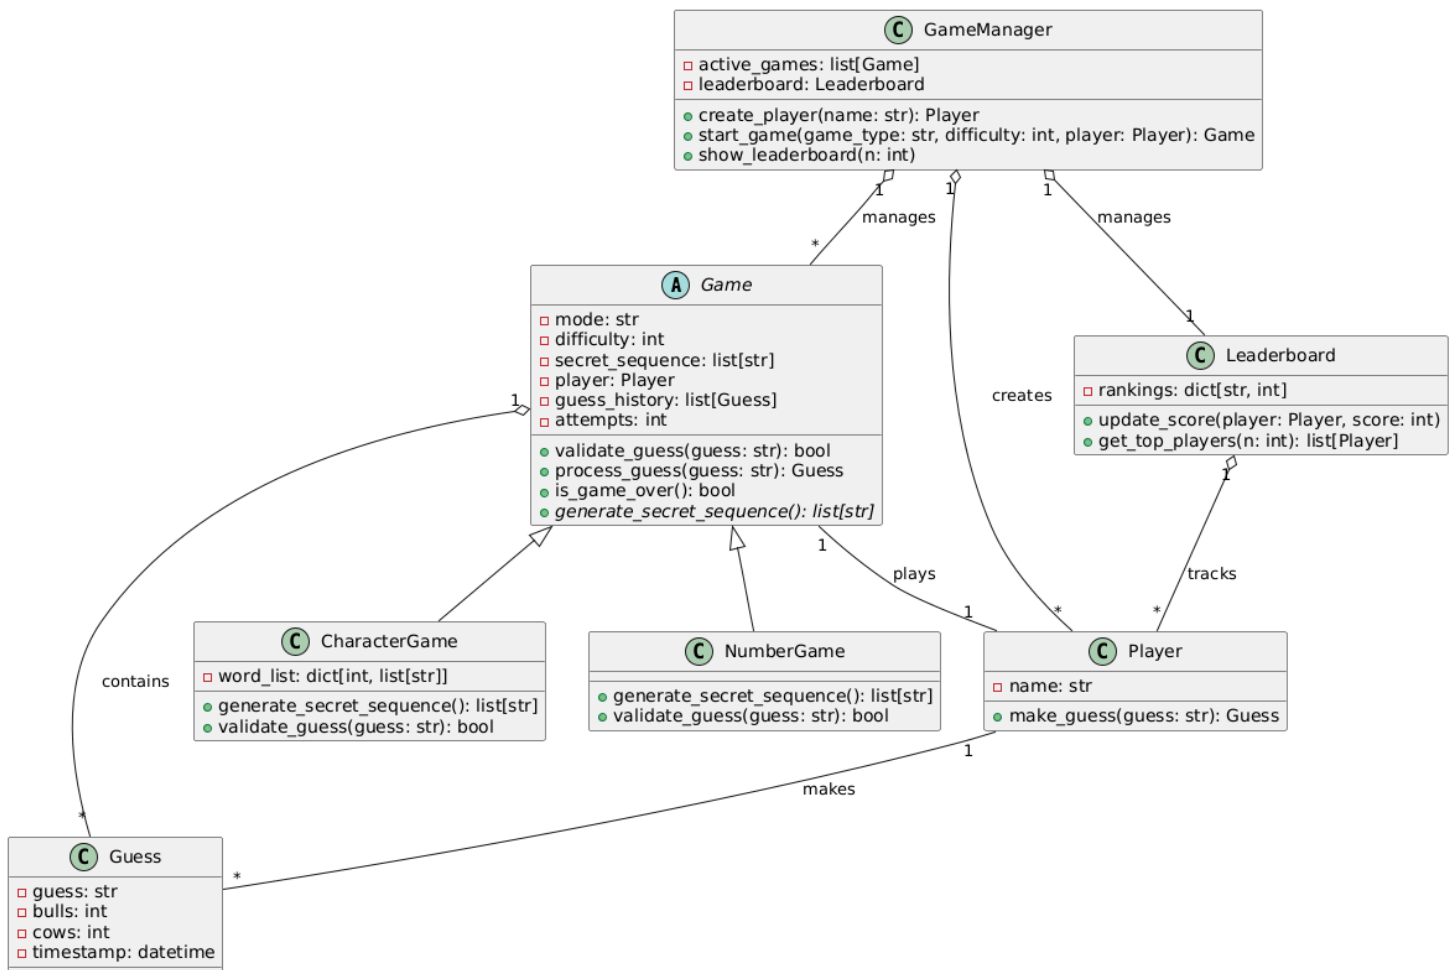 C GameManager
active_games: list[Game]
leaderboard: Leaderboard
create_player(name: str): Player
start_game(game_type: str, difficulty: int, player: Player): Game
show_leaderboard(n: int)
1
1
1
manages
manages
*
1
A Game
mode: str
difficulty: int
secret_sequence: list[str]
player: Player
guess_history: list[Guess]
attempts: int
validate_guess(guess: str): bool
process_guess(guess: str): Guess
is_game_over(): bool
generate_secret_sequence(): list[str]
1
creates
C Leaderboard
rankings: dict[str, int]
update_score(player: Player, score: int)
get_top_players(n: int): list[Player]
1
1
plays
tracks
1
*
*
contains
C CharacterGame
word_list: dict[int, list[str]]
generate_secret_sequence(): list[str]
validate_guess(guess: str): bool
C NumberGame
generate_secret_sequence(): list[str]
validate_guess(guess: str): bool
C Player
name: str
make_guess(guess: str): Guess
1
makes
*
*
C Guess
guess: str
bulls: int
cows: int
timestamp: datetime